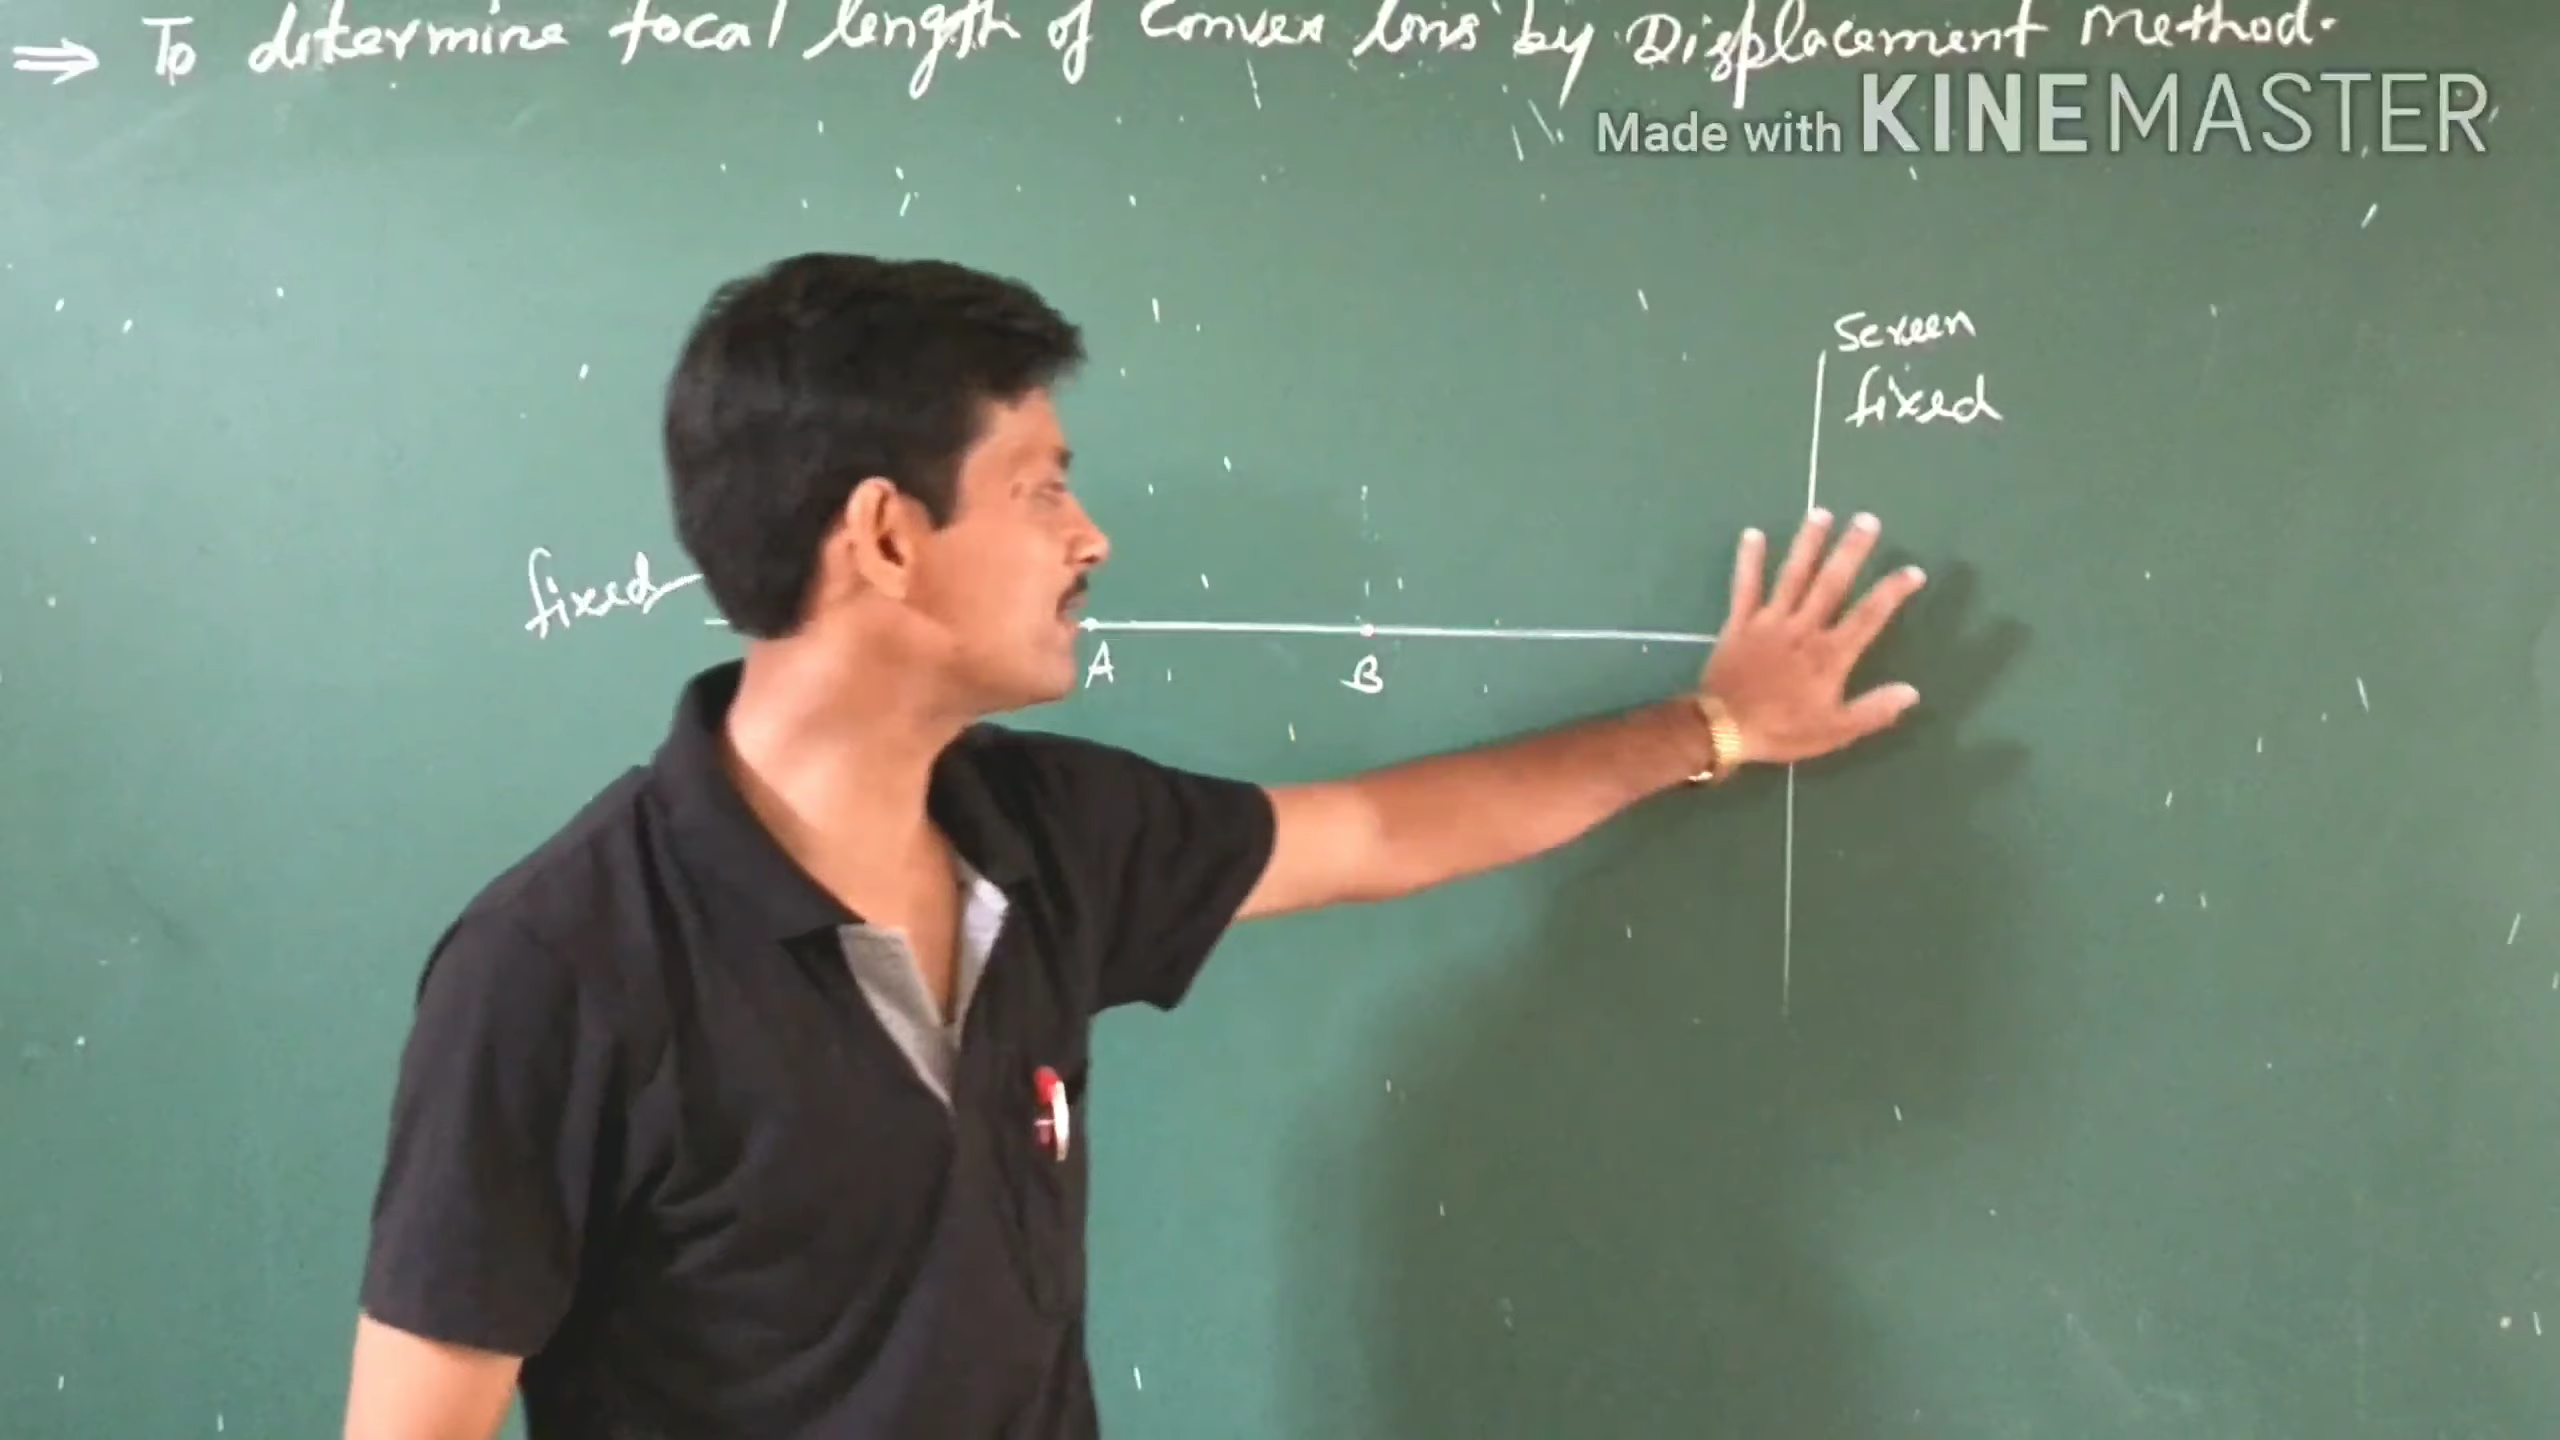 ⇒ To determine focal length of Convex lens by Displacement Method.
Made with KINEMASTER
Screen
fixed
fixed
A
B